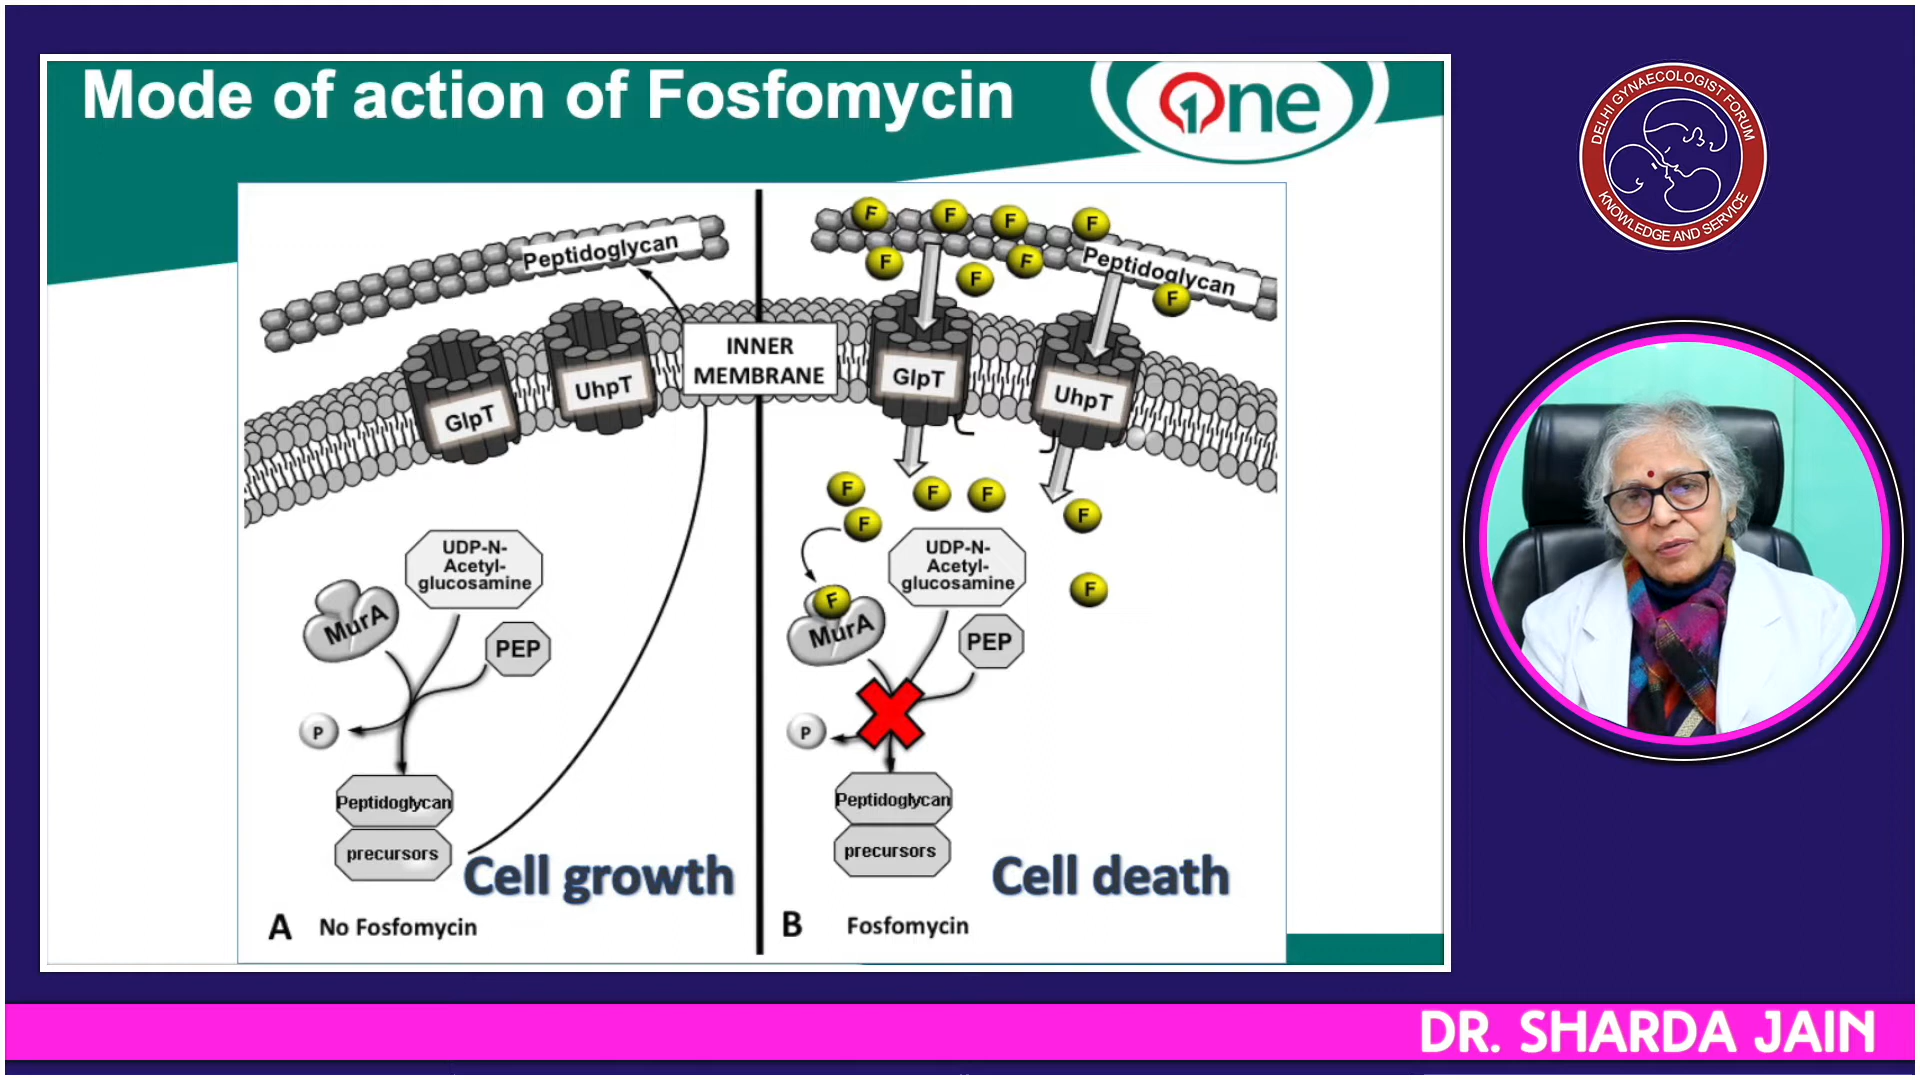 Mode of action of Fosfomycin
1ne
DELHI GYNAECOLOGIST FORUM
KNOWLEDGE AND SERVICE
Peptidoglycan
GlpT
UhpT
INNER
MEMBRANE
UDP-N-
Acetyl-
glucosamine
MurA
PEP
P
Peptidoglycan
precursors
Cell growth
A No Fosfomycin
F
F
F
F
F
F
F
Peptidoglycan
F
GlpT
UhpT
F
F
F
F
F
UDP-N-
Acetyl-
glucosamine
F
F
MurA
PEP
P
Peptidoglycan
precursors
Cell death
B Fosfomycin
DR. SHARDA JAIN